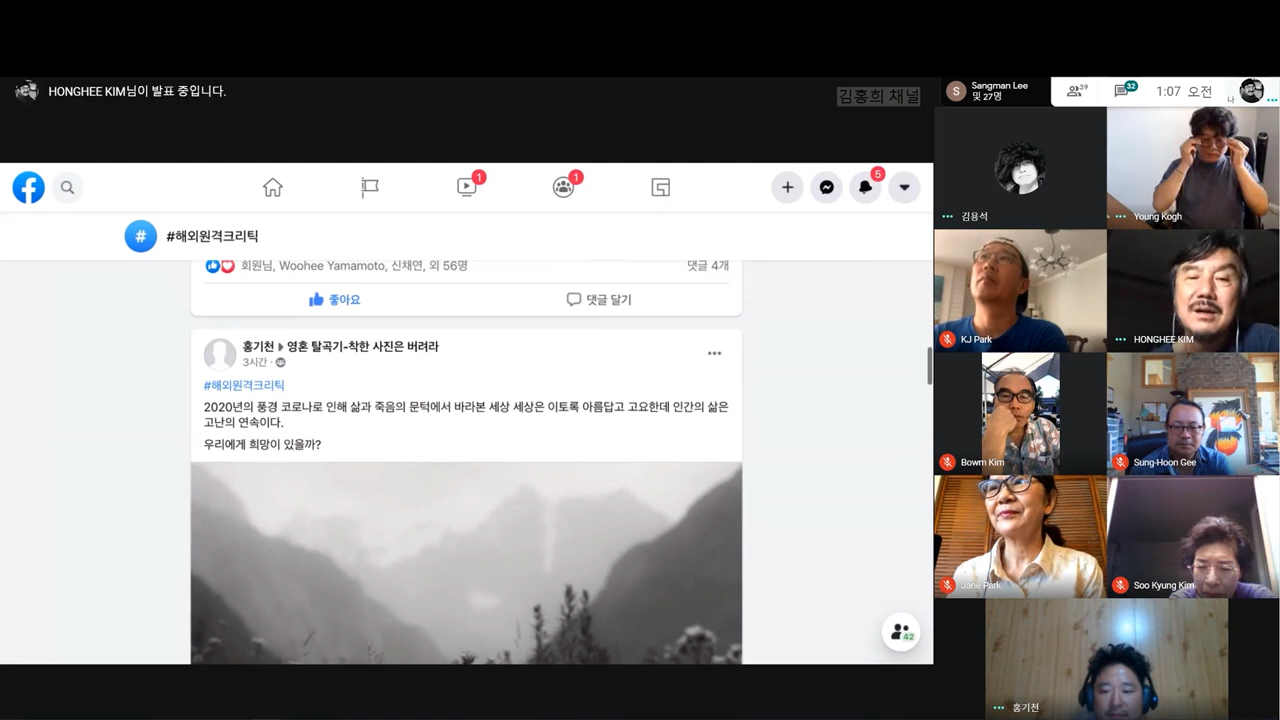 HONGHEE KIM님이 발표 중입니다.
김홍희 채널
Sangman Lee
및 27명
39
32
1:07 오전
나
S
1
1
5
#해외원격크리틱
회원님, Woohee Yamamoto, 신채연, 외 56명
댓글 4개
좋아요
댓글 달기
홍기천 ▶ 영혼 탈곡기-착한 사진은 버려라
3시간 ·
#해외원격크리틱
2020년의 풍경 코로나로 인해 삶과 죽음의 문턱에서 바라본 세상 세상은 이토록 아름답고 고요한데 인간의 삶은
고난의 연속이다.
우리에게 희망이 있을까?
42
김용석
Young Kogh
KJ Park
HONGHEE KIM
Bowm Kim
Sung-Hoon Gee
Jane Park
Soo Kyung Kim
홍기천